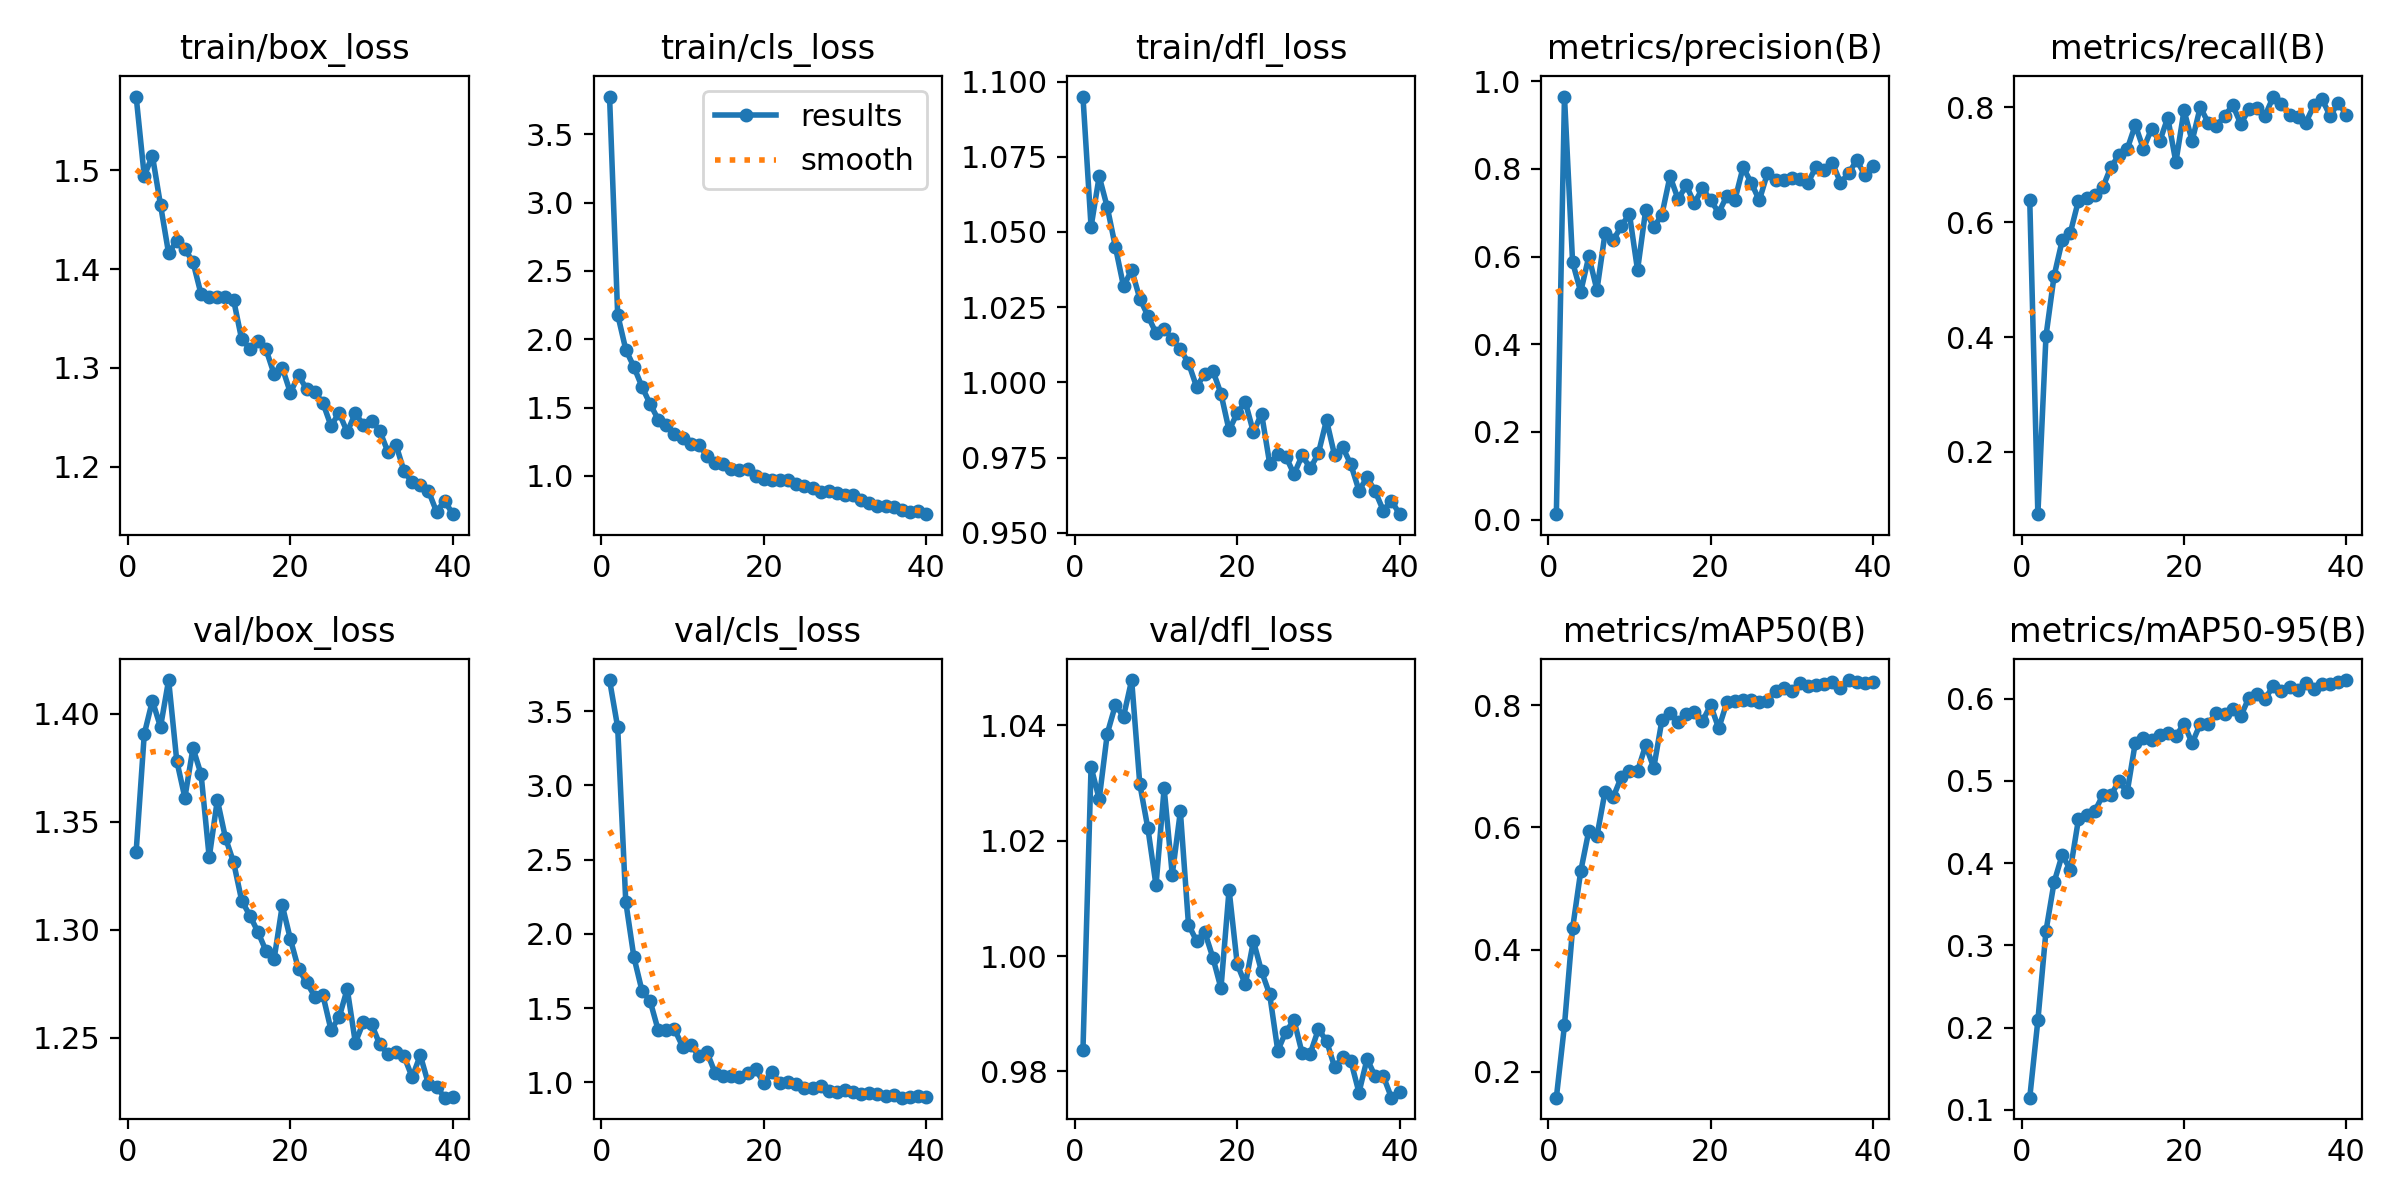 train/box_loss
1.5
1.4
1.3
1.2
0 20 40
train/cls_loss
results
smooth
3.5
3.0
2.5
2.0
1.5
1.0
0 20 40
train/dfl_loss
1.100
1.075
1.050
1.025
1.000
0.975
0.950
0 20 40
metrics/precision(B)
1.0
0.8
0.6
0.4
0.2
0.0
0 20 40
metrics/recall(B)
0.8
0.6
0.4
0.2
0 20 40
val/box_loss
1.40
1.35
1.30
1.25
0 20 40
val/cls_loss
3.5
3.0
2.5
2.0
1.5
1.0
0 20 40
val/dfl_loss
1.04
1.02
1.00
0.98
0 20 40
metrics/mAP50(B)
0.8
0.6
0.4
0.2
0 20 40
metrics/mAP50-95(B)
0.6
0.5
0.4
0.3
0.2
0.1
0 20 40